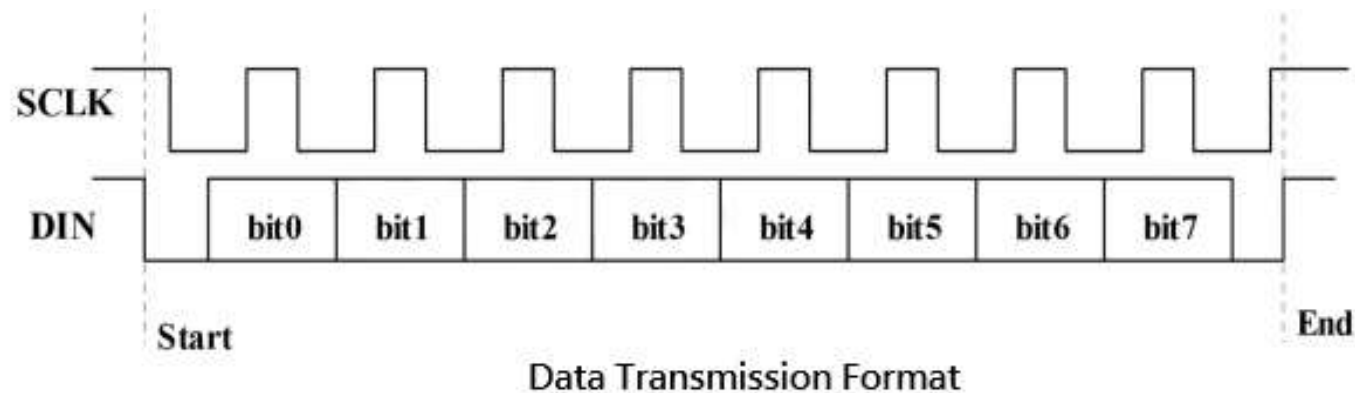 SCLK
DIN bit0 bit1 bit2 bit3 bit4 bit5 bit6 bit7
Start End
Data Transmission Format